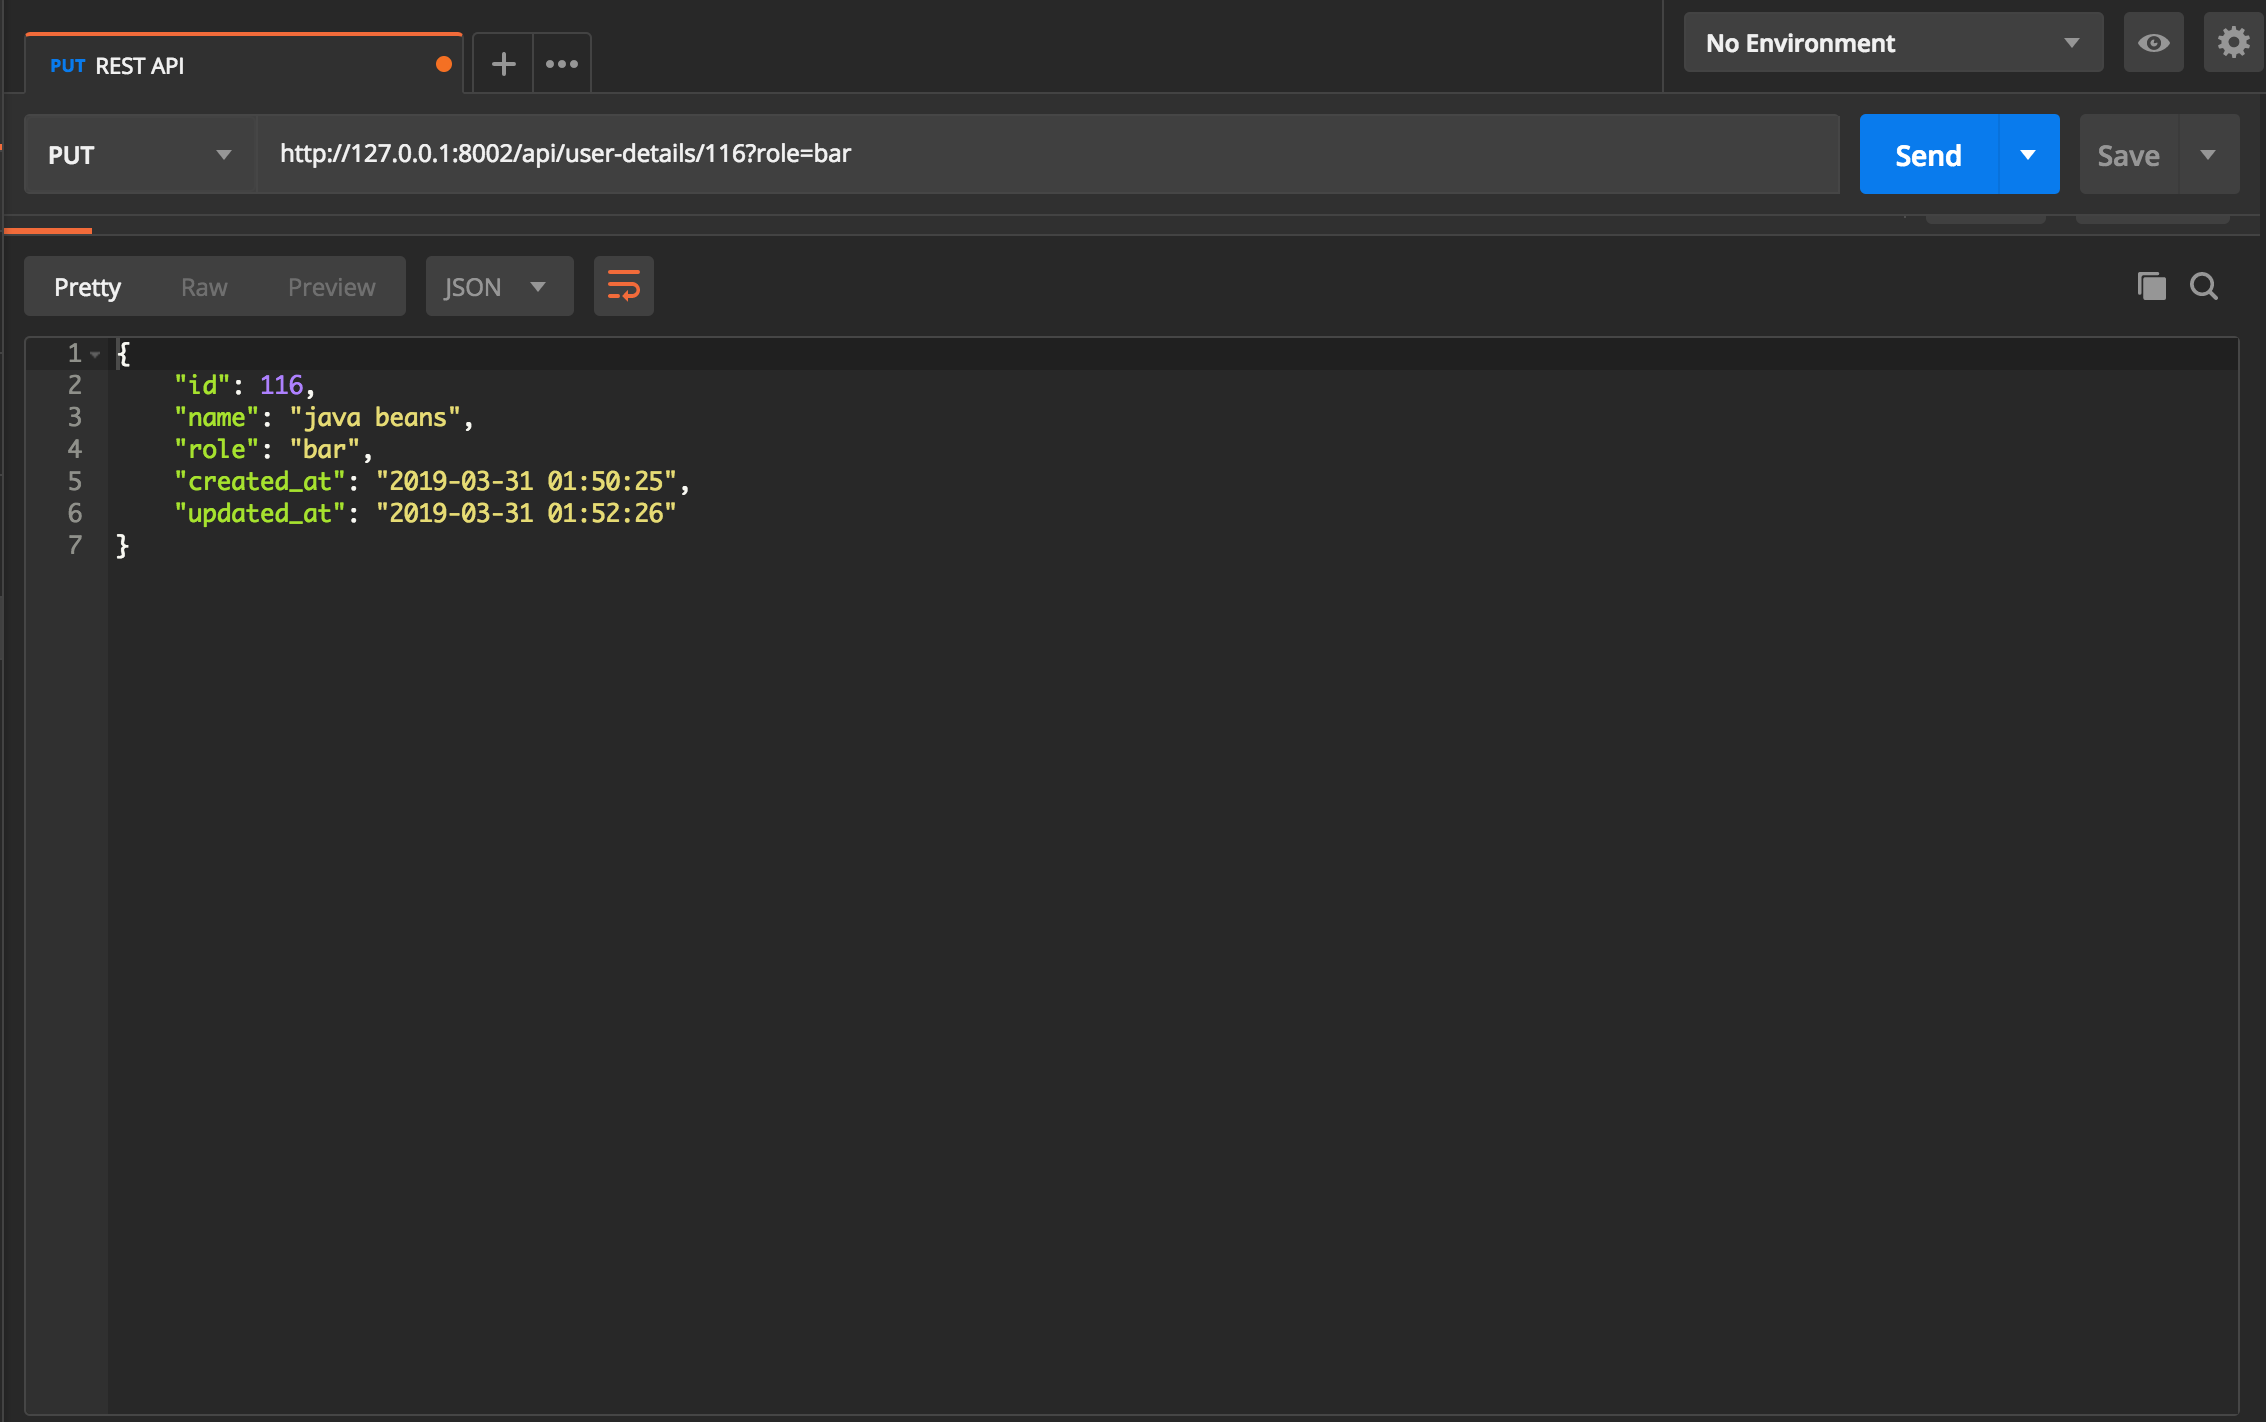 PUT REST API
No Environment
PUT http://127.0.0.1:8002/api/user-details/116?role=bar Send Save
Pretty Raw Preview JSON
1 {
2     "id": 116,
3     "name": "java beans",
4     "role": "bar",
5     "created_at": "2019-03-31 01:50:25",
6     "updated_at": "2019-03-31 01:52:26"
7 }